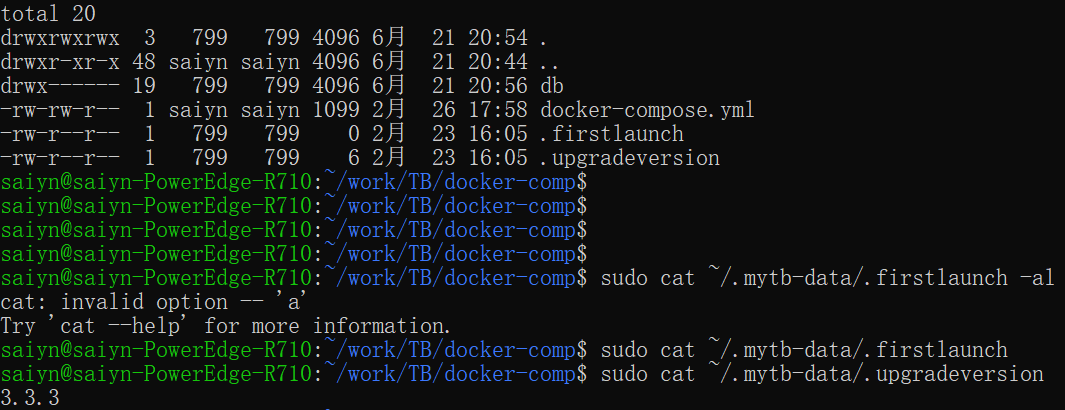 total 20
drwxrwxrwx  3   799   799 4096 6月  21 20:54 .
drwxr-xr-x 48 saiyn saiyn 4096 6月  21 20:44 ..
drwx------ 19   799   799 4096 6月  21 20:56 db
-rw-rw-r--  1 saiyn saiyn 1099 2月  26 17:58 docker-compose.yml
-rw-r--r--  1   799   799    0 2月  23 16:05 .firstlaunch
-rw-r--r--  1   799   799    6 2月  23 16:05 .upgradeversion
saiyn@saiyn-PowerEdge-R710:~/work/TB/docker-comp$
saiyn@saiyn-PowerEdge-R710:~/work/TB/docker-comp$
saiyn@saiyn-PowerEdge-R710:~/work/TB/docker-comp$
saiyn@saiyn-PowerEdge-R710:~/work/TB/docker-comp$
saiyn@saiyn-PowerEdge-R710:~/work/TB/docker-comp$ sudo cat ~/.mytb-data/.firstlaunch -al
cat: invalid option -- 'a'
Try 'cat --help' for more information.
saiyn@saiyn-PowerEdge-R710:~/work/TB/docker-comp$ sudo cat ~/.mytb-data/.firstlaunch
saiyn@saiyn-PowerEdge-R710:~/work/TB/docker-comp$ sudo cat ~/.mytb-data/.upgradeversion
3.3.3